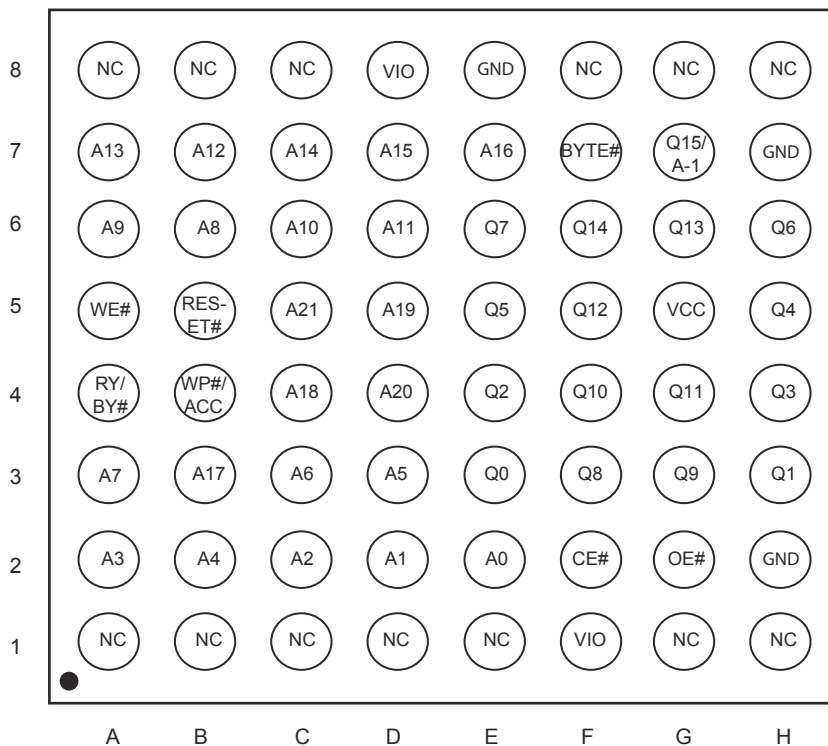 8 NC NC NC VIO GND NC NC NC
7 A13 A12 A14 A15 A16 BYTE# Q15/
A-1 GND
6 A9 A8 A10 A11 Q7 Q14 Q13 Q6
5 WE# RES-
ET# A21 A19 Q5 Q12 VCC Q4
4 RY/
BY# WP#/
ACC A18 A20 Q2 Q10 Q11 Q3
3 A7 A17 A6 A5 Q0 Q8 Q9 Q1
2 A3 A4 A2 A1 A0 CE# OE# GND
1 NC NC NC NC NC VIO NC NC
A B C D E F G H